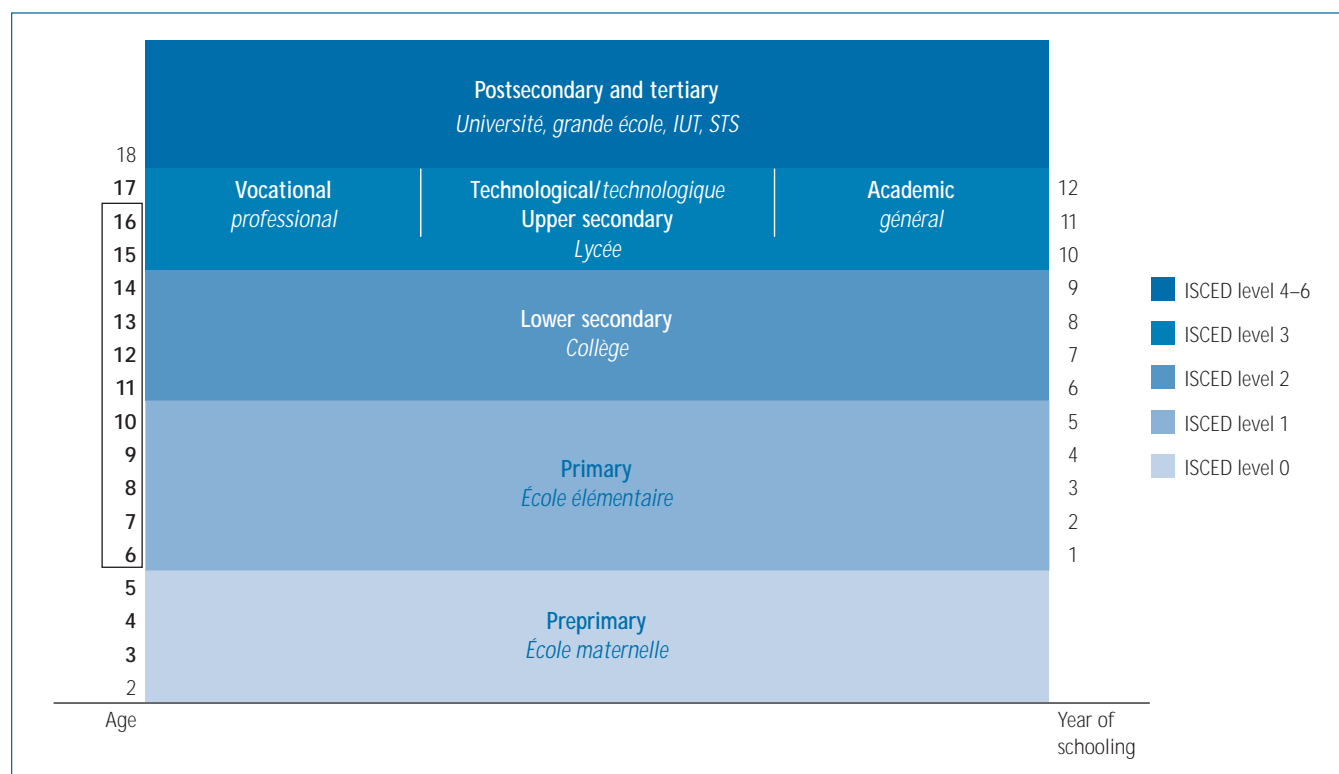 Postsecondary and tertiary
Université, grande école, IUT, STS
18
17
16
15
14
13
12
11
10
9
8
7
6
5
4
3
2
Age
Vocational
professional
Technological/technologique
Upper secondary
Lycée
Academic
général
Lower secondary
Collège
Primary
École élémentaire
Preprimary
École maternelle
12
11
10
9
8
7
6
5
4
3
2
1
Year of
schooling
ISCED level 4–6
ISCED level 3
ISCED level 2
ISCED level 1
ISCED level 0